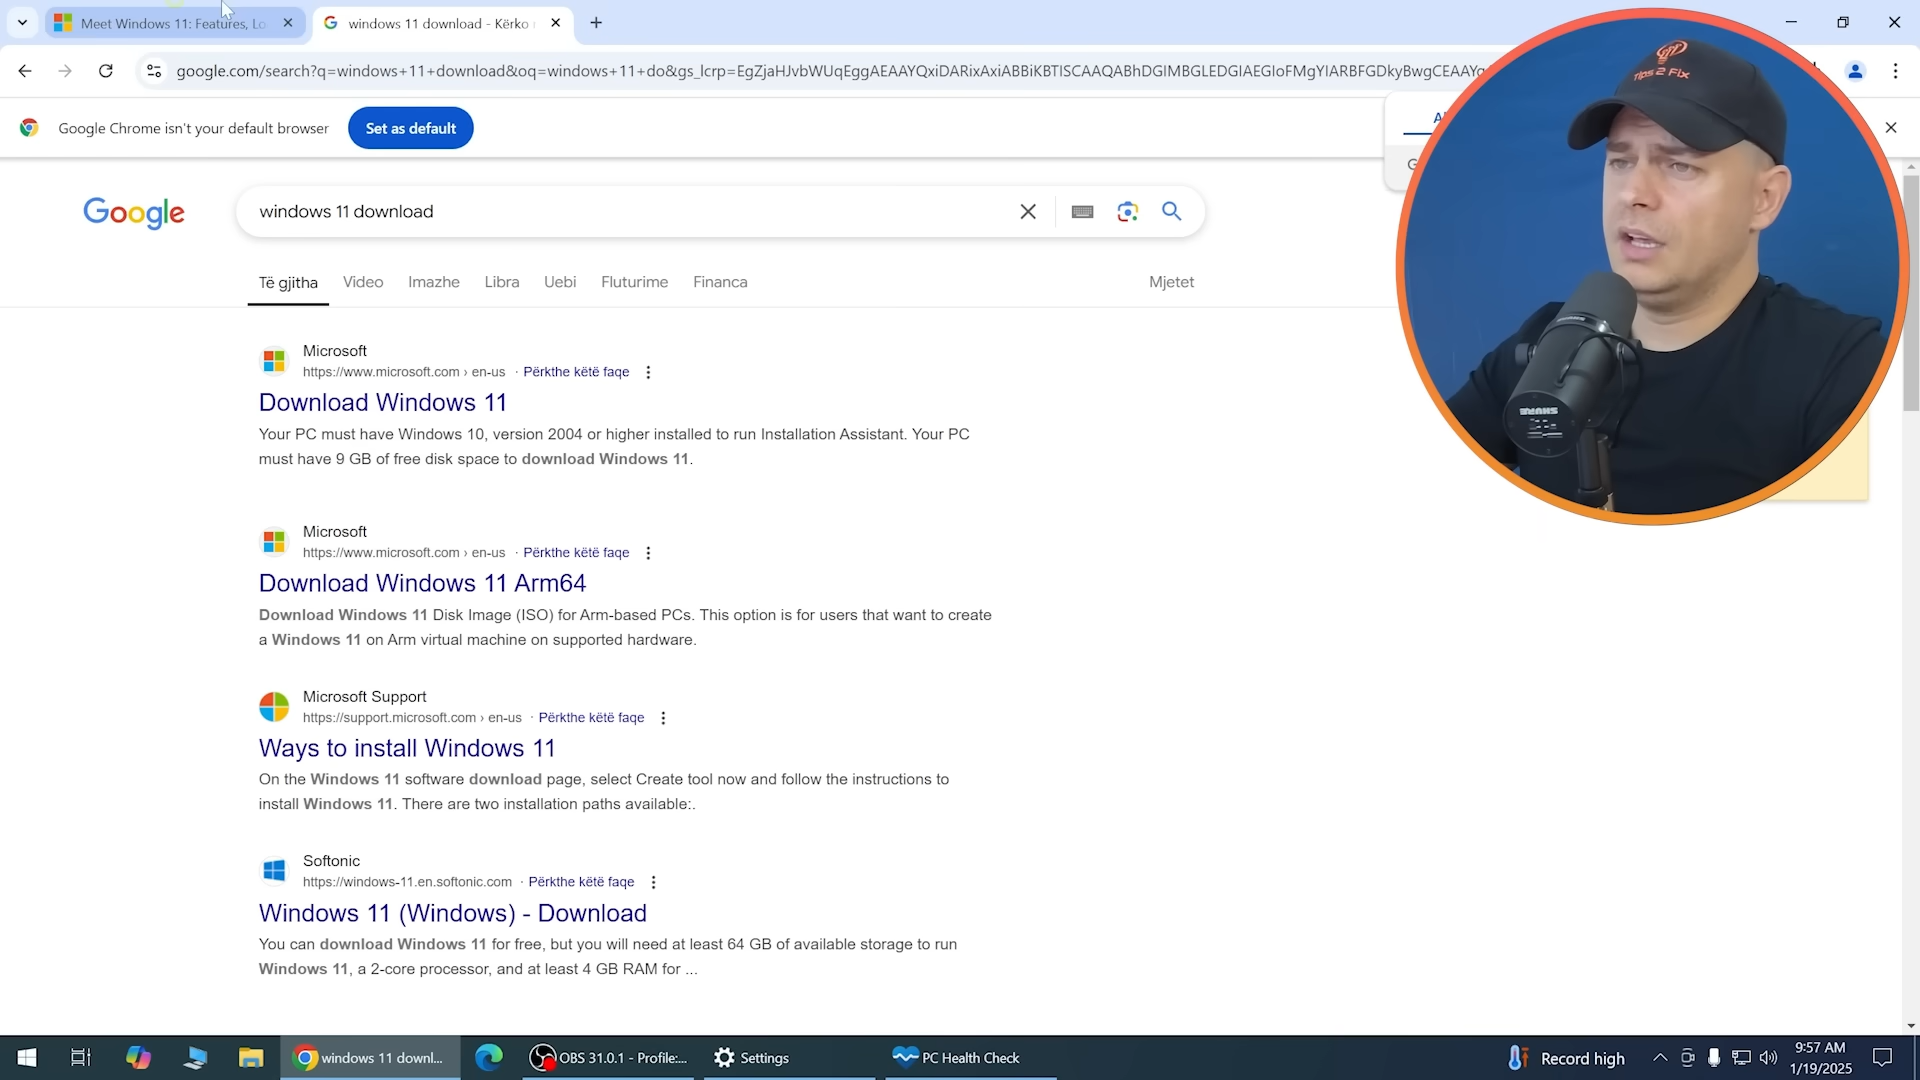 Meet Windows 11: Features, Lo
windows 11 download - Kërko
google.com/search?q=windows+11+download&oq=windows+11+do&gs_lcrp=EgZjaHJvbWUqEggAEAAYQxiDARixAxiABBiKBTISCAAQABhDGIMBGLEDGIAEGIoFMgYIARBFGDkyBwgCEAAY
Google Chrome isn't your default browser
Set as default
Google
windows 11 download
Të gjitha Video Imazhe Libra Uebi Fluturime Financa Mjetet
Microsoft
https://www.microsoft.com › en-us · Përkthe këtë faqe
Download Windows 11
Your PC must have Windows 10, version 2004 or higher installed to run Installation Assistant. Your PC
must have 9 GB of free disk space to download Windows 11.
Microsoft
https://www.microsoft.com › en-us · Përkthe këtë faqe
Download Windows 11 Arm64
Download Windows 11 Disk Image (ISO) for Arm-based PCs. This option is for users that want to create
a Windows 11 on Arm virtual machine on supported hardware.
Microsoft Support
https://support.microsoft.com › en-us · Përkthe këtë faqe
Ways to install Windows 11
On the Windows 11 software download page, select Create tool now and follow the instructions to
install Windows 11. There are two installation paths available:.
Softonic
https://windows-11.en.softonic.com · Përkthe këtë faqe
Windows 11 (Windows) - Download
You can download Windows 11 for free, but you will need at least 64 GB of available storage to run
Windows 11, a 2-core processor, and at least 4 GB RAM for ...
Tips 2 Fix
SHURE
windows 11 downl...
OBS 31.0.1 - Profile:...
Settings
PC Health Check
Record high
9:57 AM
1/19/2025